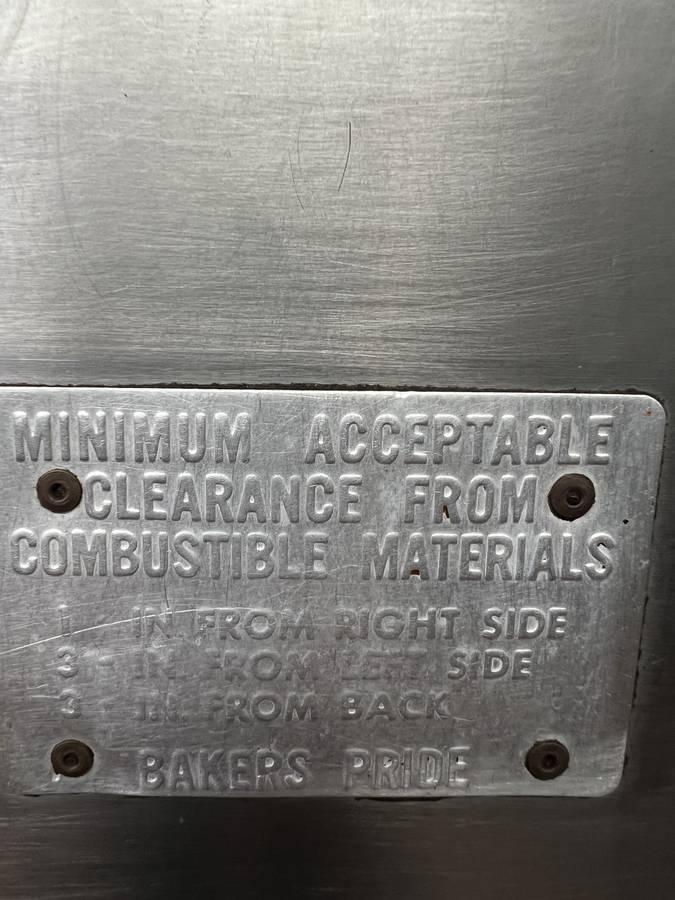 MINIMUM ACCEPTABLE
CLEARANCE FROM
COMBUSTIBLE MATERIALS
1 IN FROM RIGHT SIDE
3 IN FROM LEFT SIDE
3 IN. FROM BACK
BAKERS PRIDE